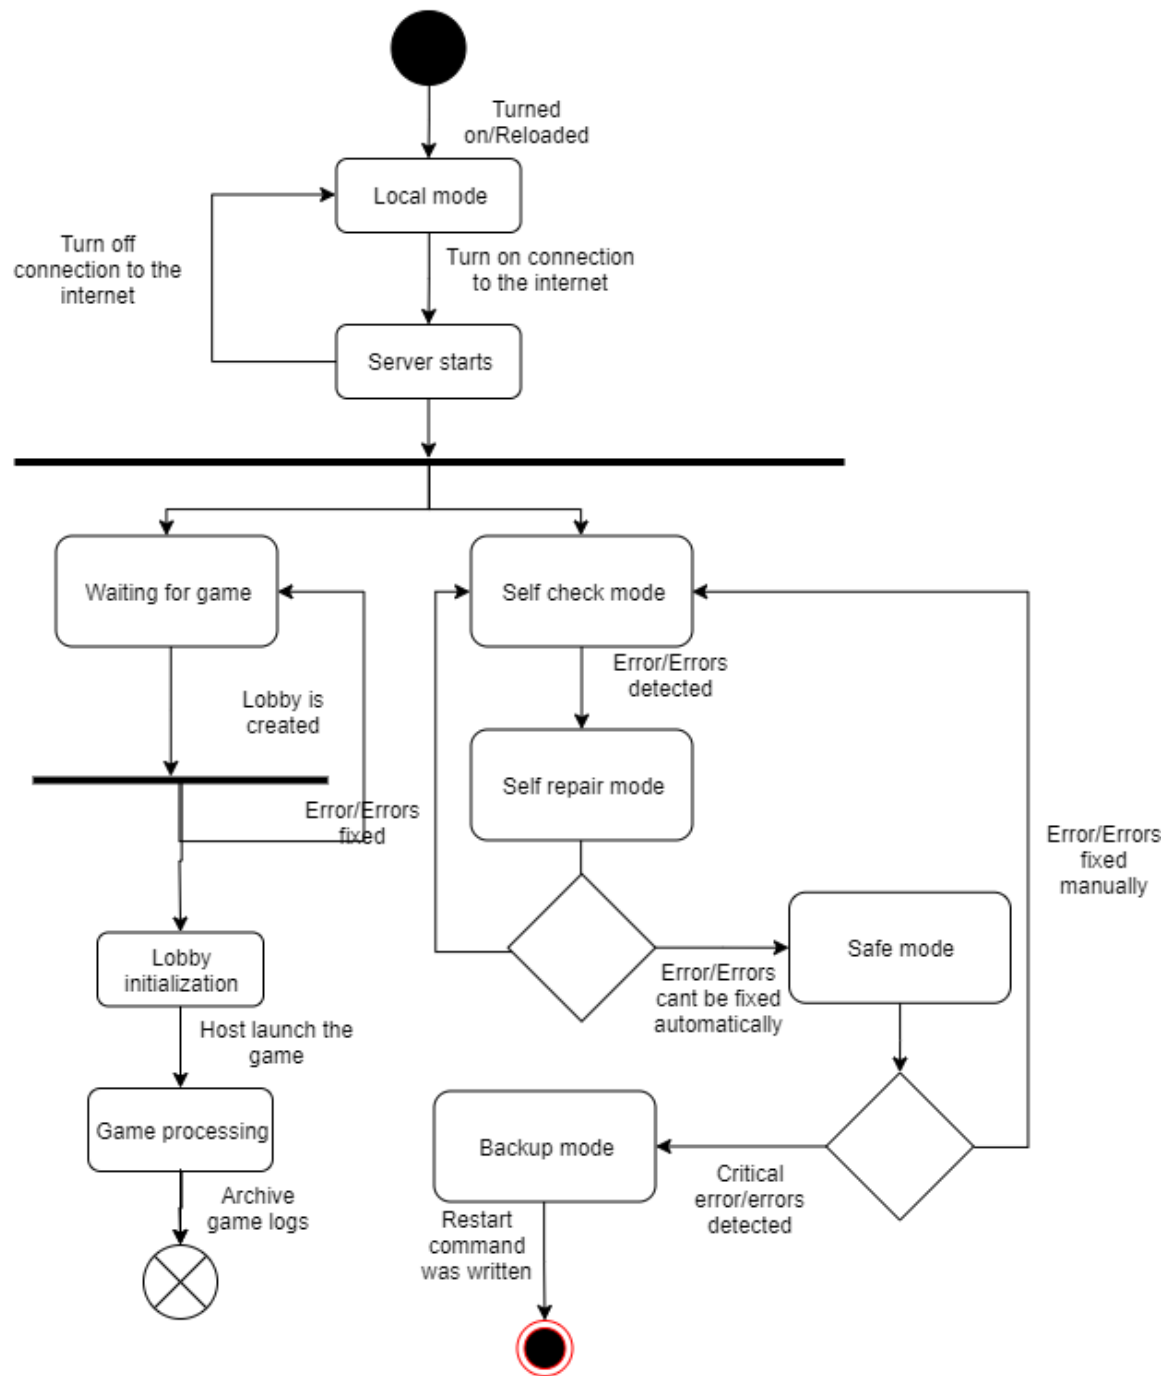 Turned
on/Reloaded
Local mode
Turn off
connection to the
internet
Turn on connection
to the internet
Server starts
Waiting for game
Self check mode
Error/Errors
detected
Lobby is
created
Self repair mode
Error/Errors
fixed
Error/Errors
fixed
manually
Lobby
initialization
Safe mode
Error/Errors
cant be fixed
automatically
Host launch the
game
Game processing
Backup mode
Critical
error/errors
detected
Archive
game logs
Restart
command
was written